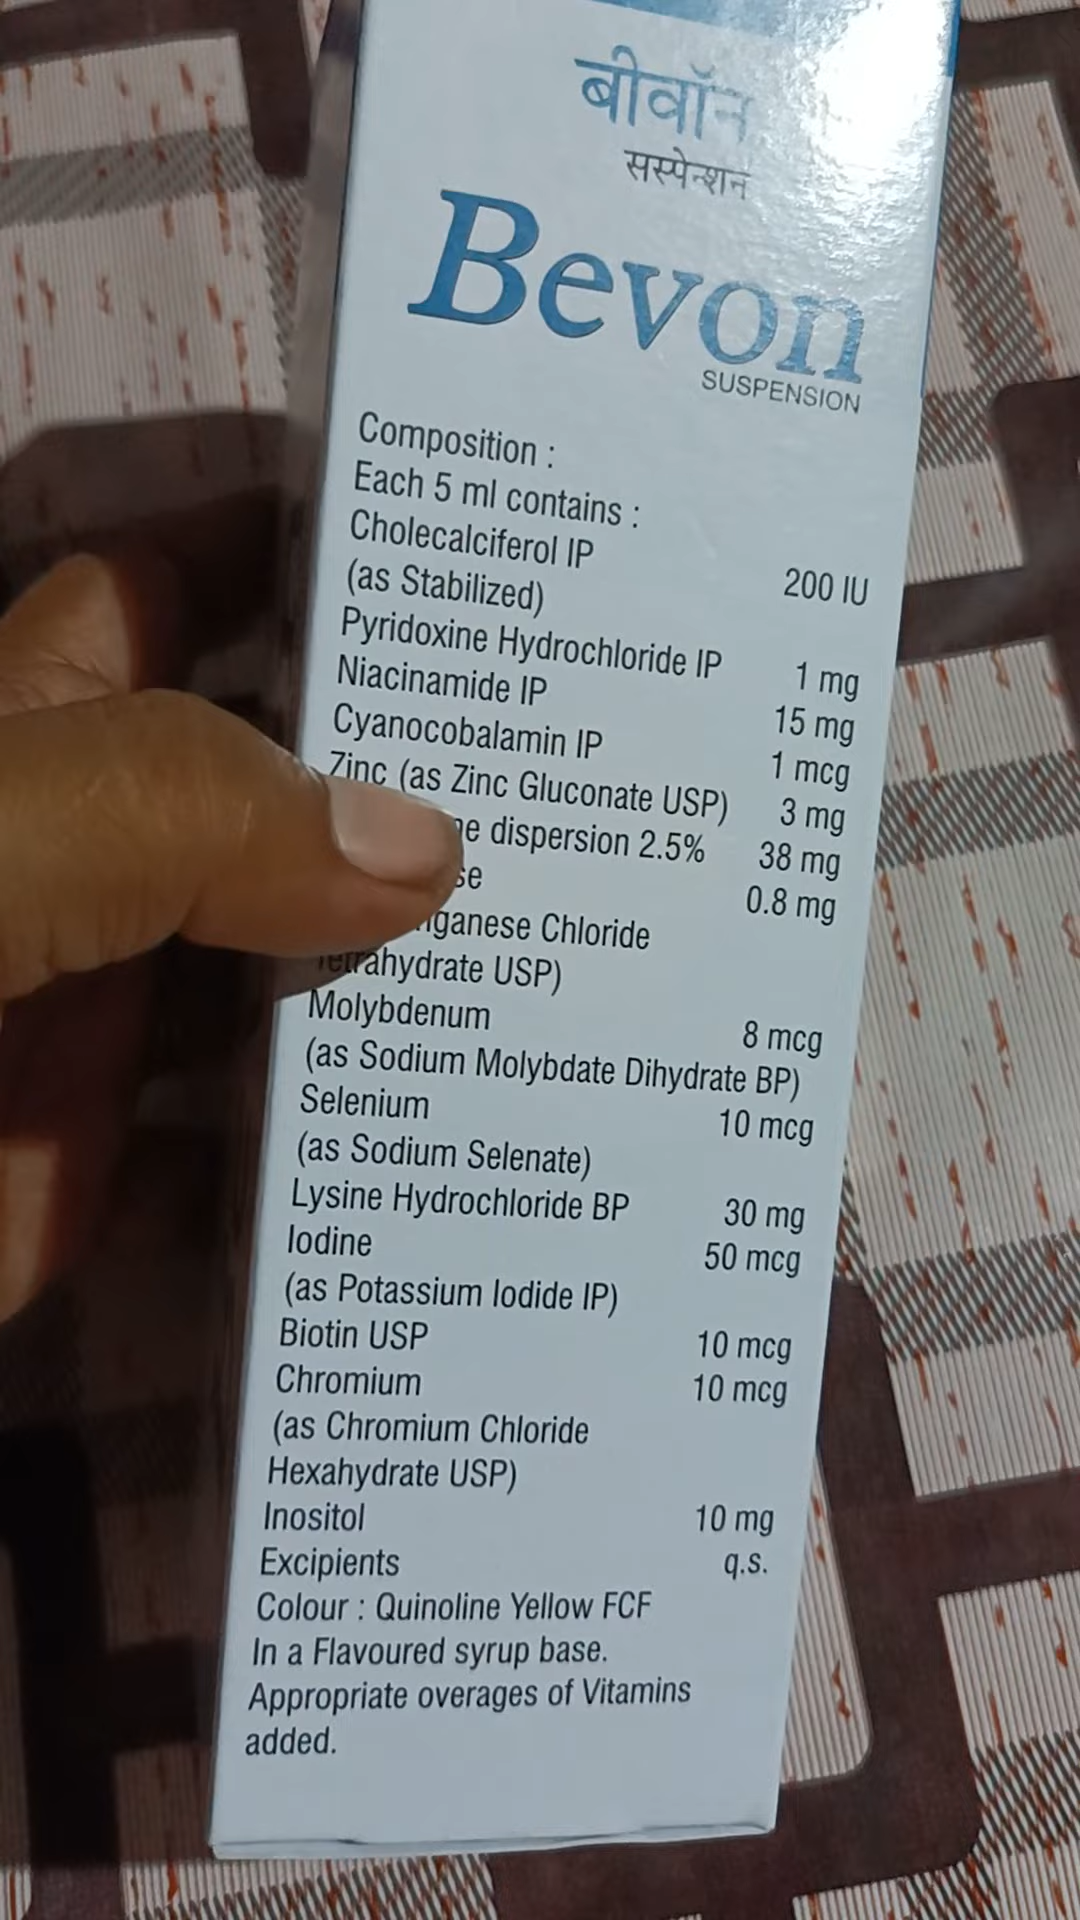 बीवॉन
सस्पेन्शन
Bevon
SUSPENSION
Composition :
Each 5 ml contains :
Cholecalciferol IP 200 IU
(as Stabilized)
Pyridoxine Hydrochloride IP 1 mg
Niacinamide IP 15 mg
Cyanocobalamin IP 1 mcg
Zinc (as Zinc Gluconate USP) 3 mg
dispersion 2.5% 38 mg
0.8 mg
Chloride
Tetrahydrate USP)
Molybdenum 8 mcg
(as Sodium Molybdate Dihydrate BP)
Selenium 10 mcg
(as Sodium Selenate)
Lysine Hydrochloride BP 30 mg
Iodine 50 mcg
(as Potassium Iodide IP)
Biotin USP 10 mcg
Chromium 10 mcg
(as Chromium Chloride
Hexahydrate USP)
Inositol 10 mg
Excipients q.s.
Colour : Quinoline Yellow FCF
In a Flavoured syrup base.
Appropriate overages of Vitamins
added.